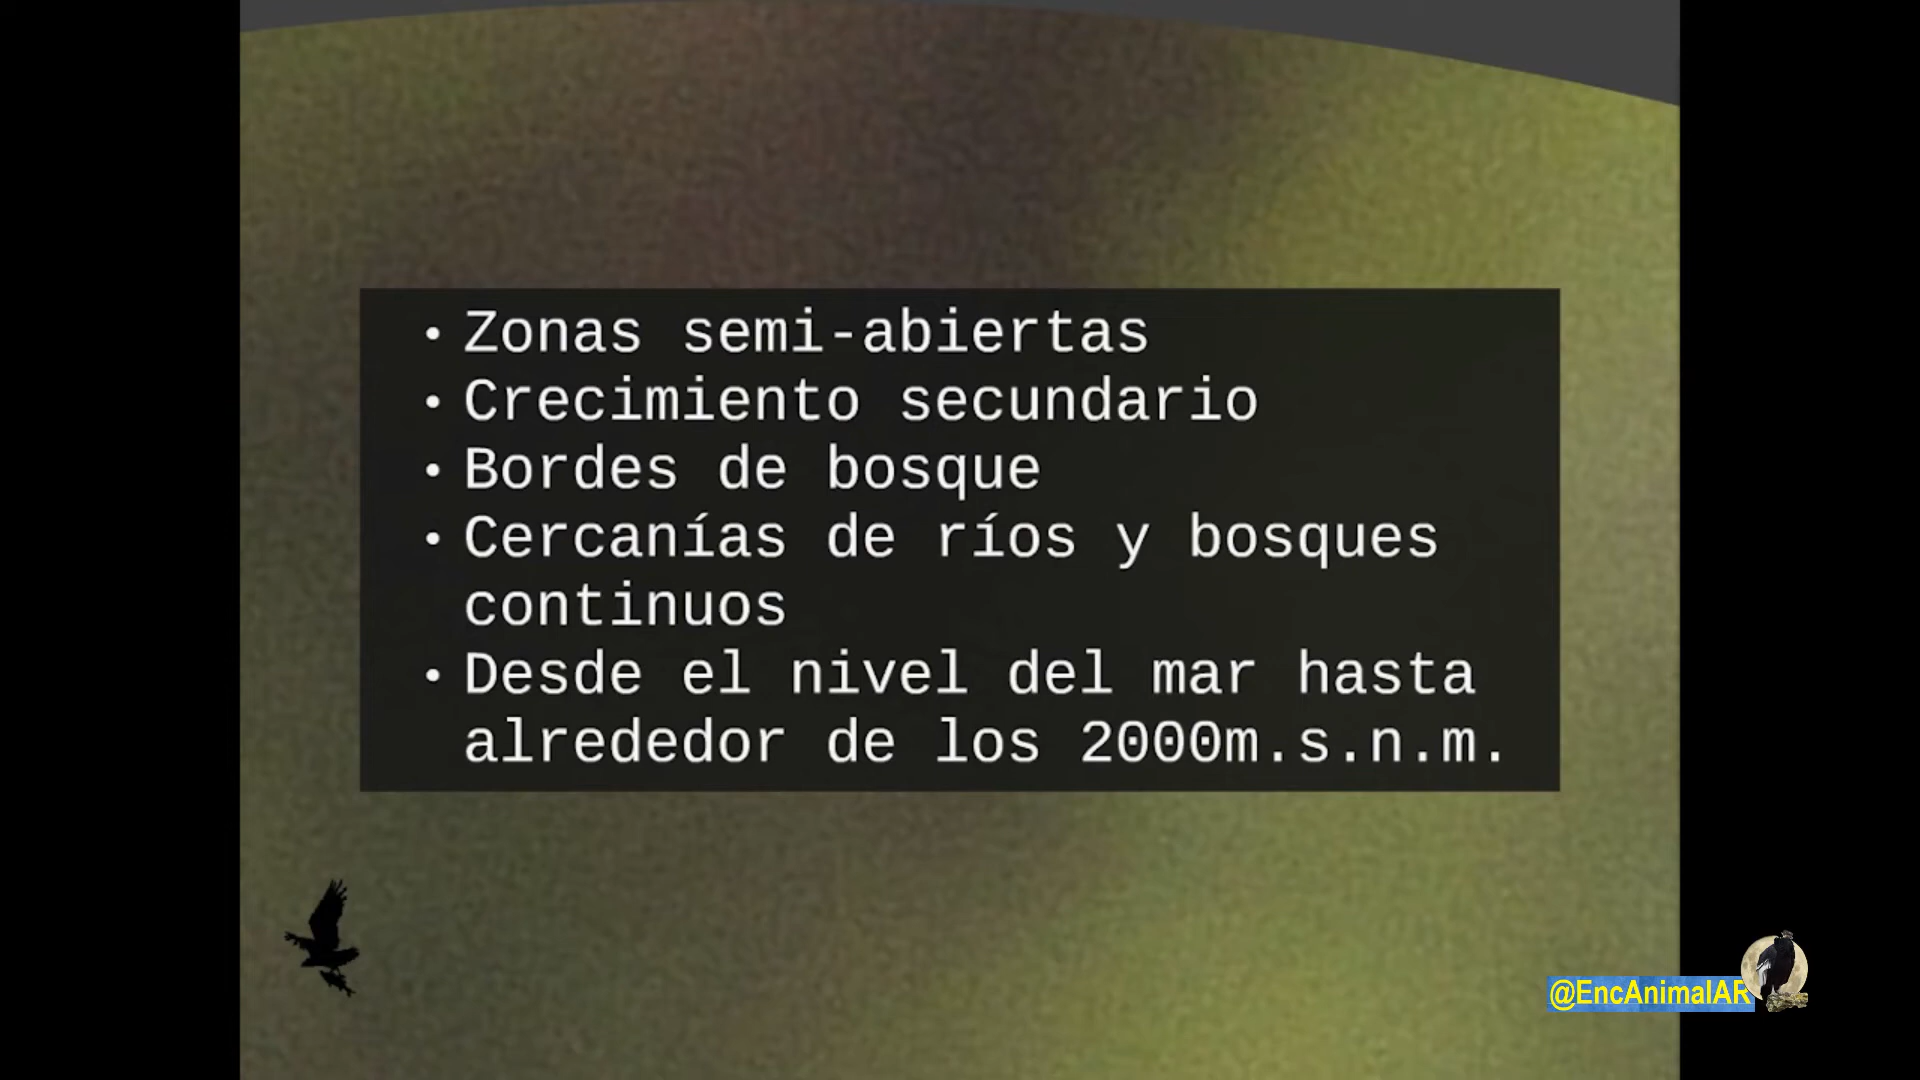 • Zonas semi-abiertas
• Crecimiento secundario
• Bordes de bosque
• Cercanías de ríos y bosques
continuos
• Desde el nivel del mar hasta
alrededor de los 2000m.s.n.m.
@EncAnimalAR